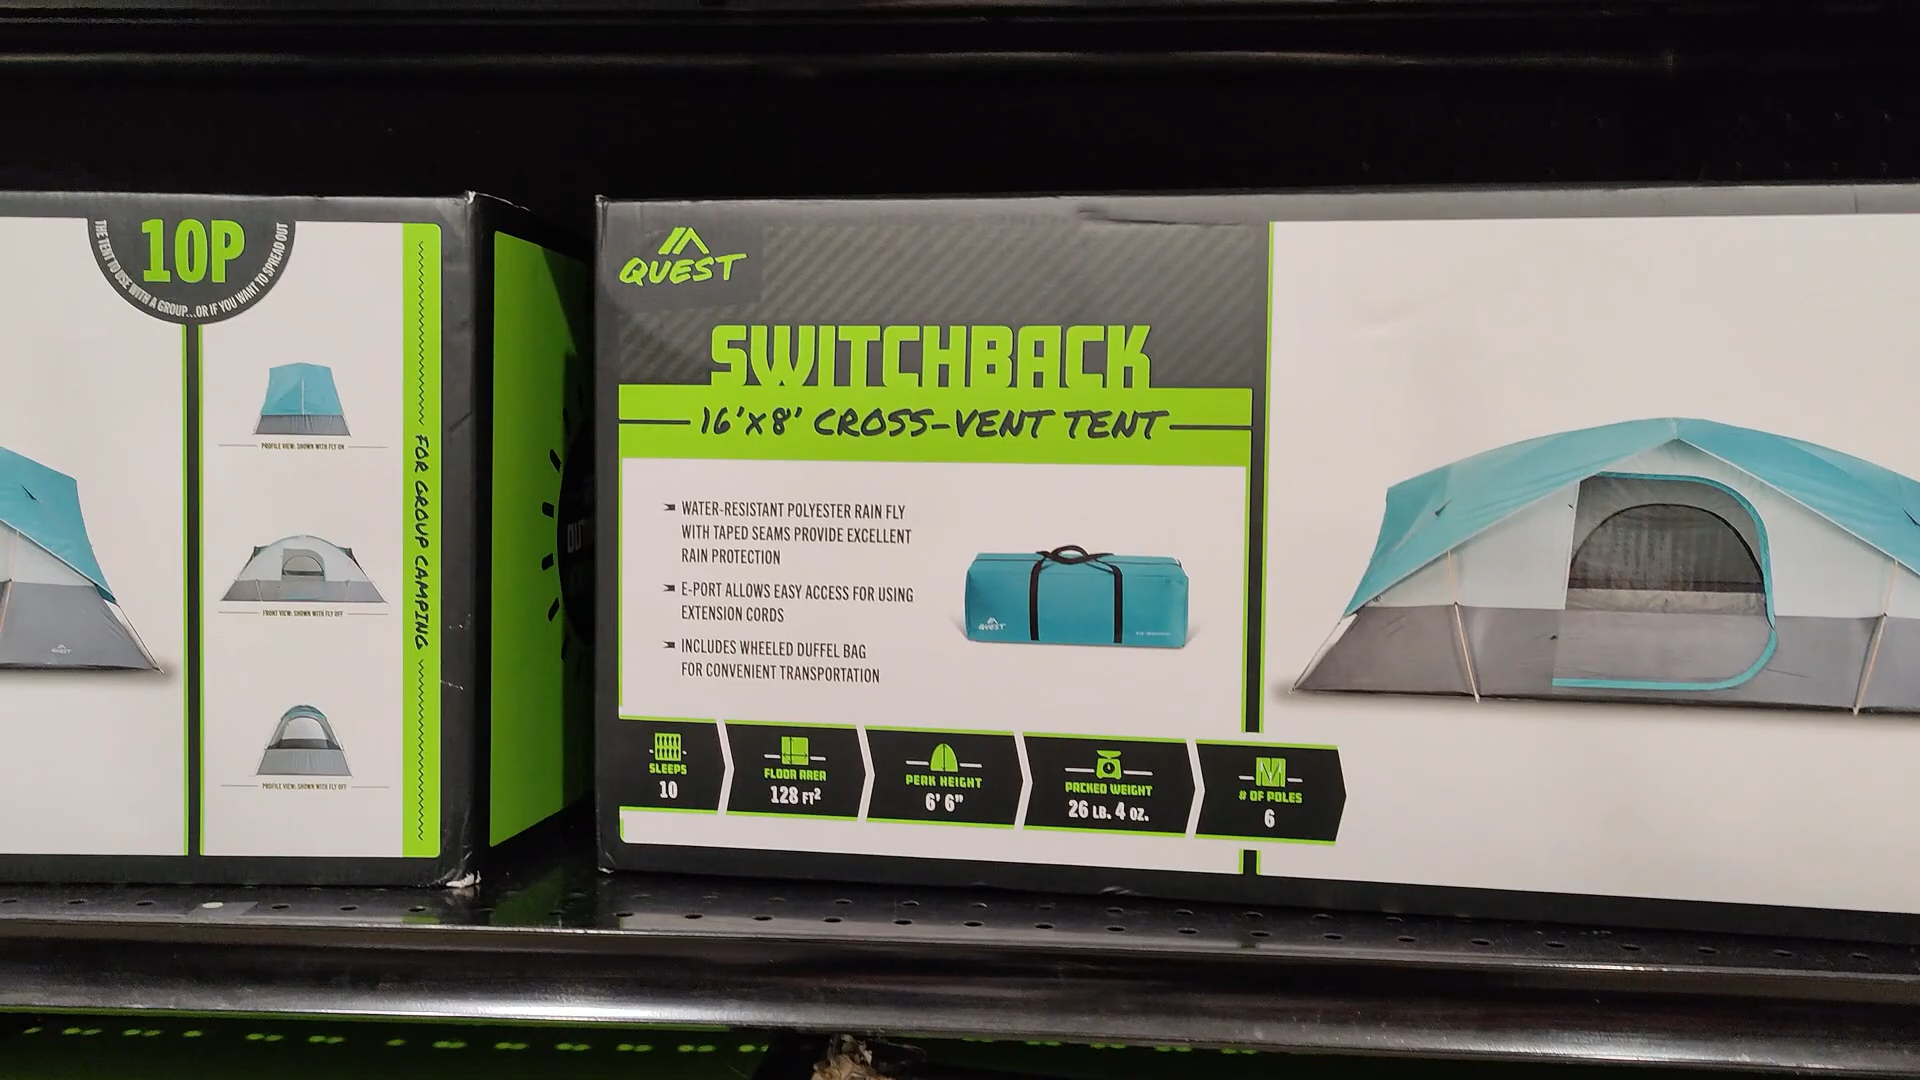 10P
THE TENT TO USE WITH A GROUP...OR IF YOU WANT TO SPREAD OUT
PROFILE VIEW: SHOWN WITH FLY ON
FRONT VIEW: SHOWN WITH FLY OFF
PROFILE VIEW: SHOWN WITH FLY OFF
FOR GROUP CAMPING
QUEST
OU
QUEST
SWITCHBACK
16'X8' CROSS-VENT TENT
WATER-RESISTANT POLYESTER RAIN FLY
WITH TAPED SEAMS PROVIDE EXCELLENT
RAIN PROTECTION
E-PORT ALLOWS EASY ACCESS FOR USING
EXTENSION CORDS
INCLUDES WHEELED DUFFEL BAG
FOR CONVENIENT TRANSPORTATION
QUEST
SLEEPS
10
FLOOR AREA
128 FT²
PEAK HEIGHT
6' 6"
PACKED WEIGHT
26 LB. 4 OZ.
# OF POLES
6